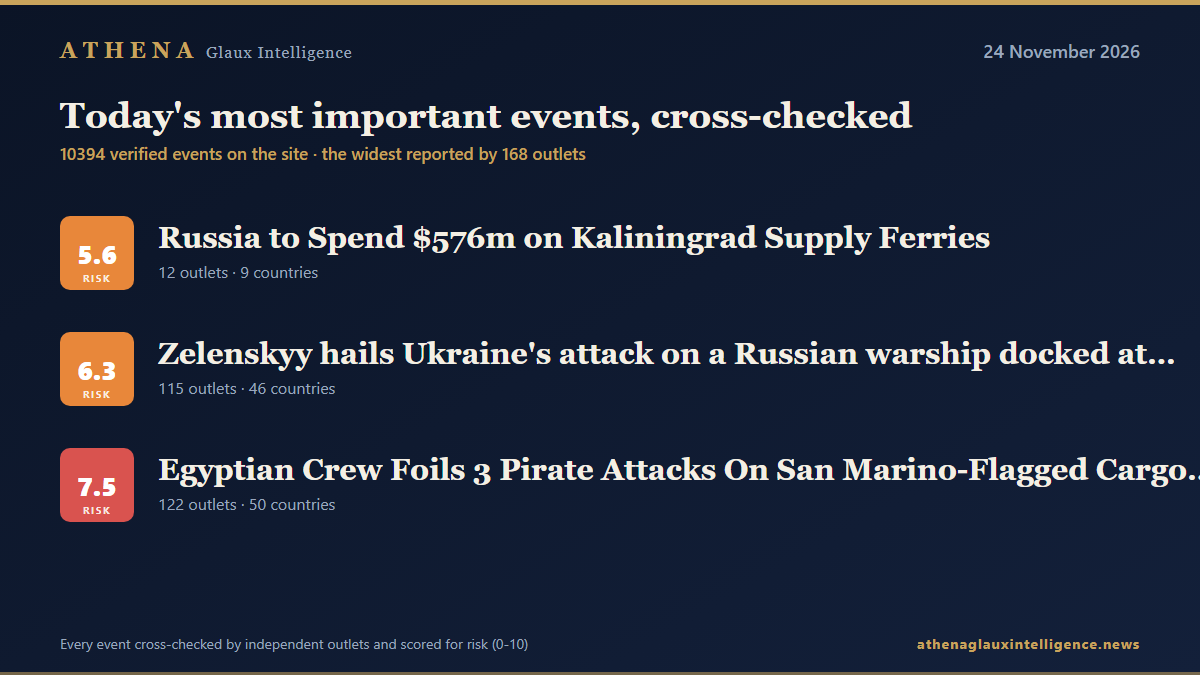 ATHENA Glaux Intelligence
24 November 2026
Today's most important events, cross-checked
10394 verified events on the site · the widest reported by 168 outlets
5.6
RISK
Russia to Spend $576m on Kaliningrad Supply Ferries
12 outlets · 9 countries
6.3
RISK
Zelenskyy hails Ukraine's attack on a Russian warship docked at…
115 outlets · 46 countries
7.5
RISK
Egyptian Crew Foils 3 Pirate Attacks On San Marino-Flagged Cargo…
122 outlets · 50 countries
Every event cross-checked by independent outlets and scored for risk (0-10)
athenaglauxintelligence.news